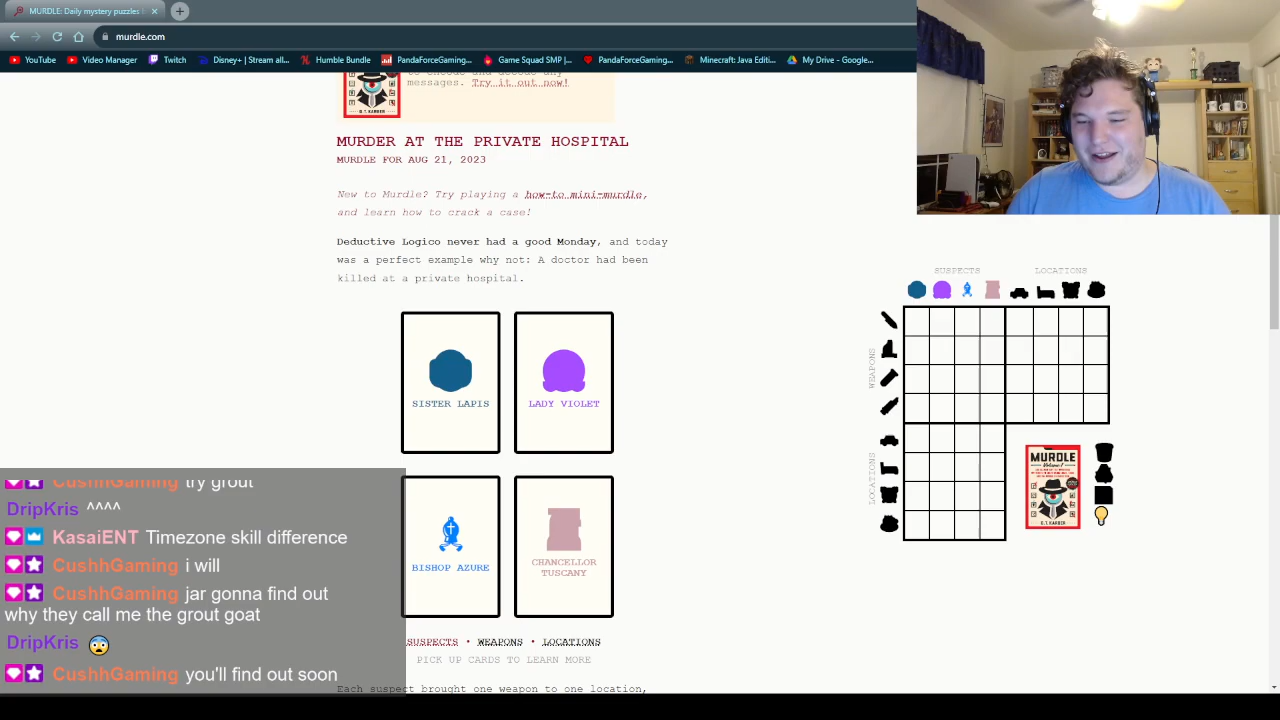 MURDLE: Daily mystery puzzles
murdle.com
YouTube
Video Manager
Twitch
Disney+ | Stream all...
Humble Bundle
PandaForceGaming...
Game Squad SMP |...
PandaForceGaming...
Minecraft: Java Editi...
My Drive - Google...
messages. Try it out now!
G. T. KARBER
MURDER AT THE PRIVATE HOSPITAL
MURDLE FOR AUG 21, 2023
New to Murdle? Try playing a how-to mini-murdle,
and learn how to crack a case!
Deductive Logico never had a good Monday, and today
was a perfect example why not: A doctor had been
killed at a private hospital.
SISTER LAPIS
LADY VIOLET
BISHOP AZURE
CHANCELLOR
TUSCANY
SUSPECTS • WEAPONS • LOCATIONS
PICK UP CARDS TO LEARN MORE
Each suspect brought one weapon to one location,
SUSPECTS
LOCATIONS
WEAPONS
LOCATIONS
MURDLE
Volume 1
G. T. KARBER
CushhGaming try grout
DripKris ^^^^
KasaiENT Timezone skill difference
CushhGaming i will
CushhGaming jar gonna find out
why they call me the grout goat
DripKris
CushhGaming you'll find out soon